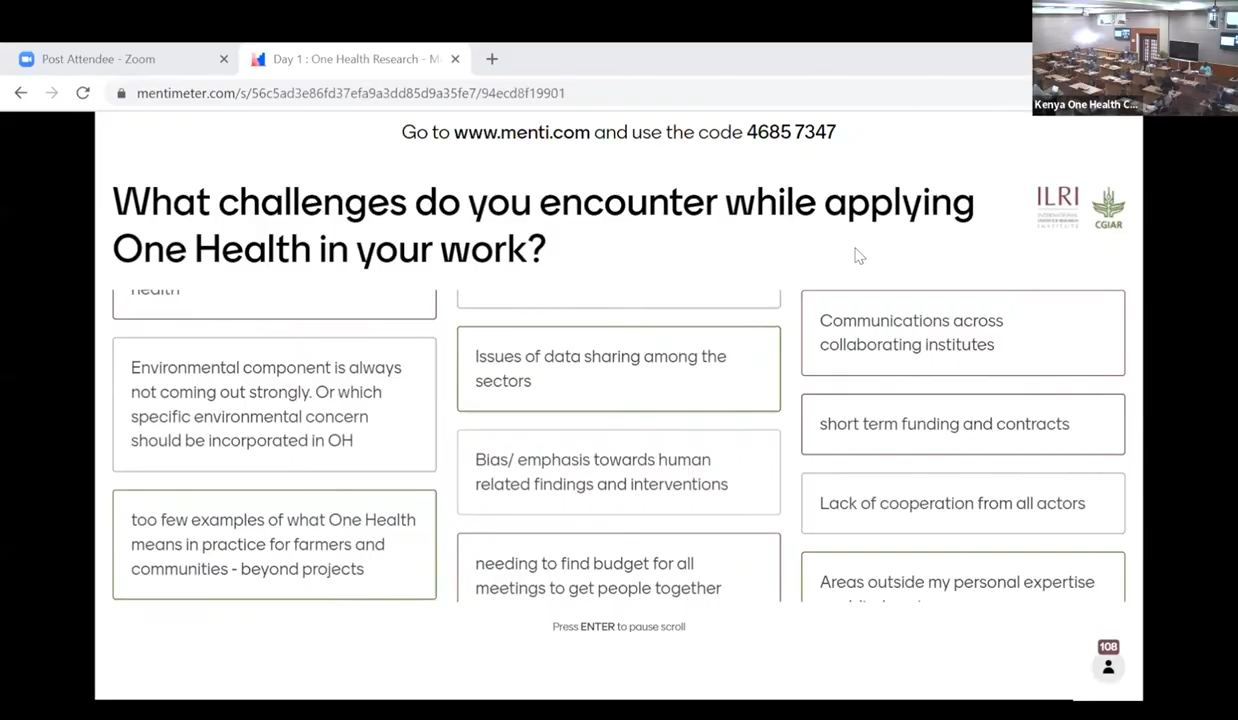 Post Attendee - Zoom
Day 1 : One Health Research - M
mentimeter.com/s/56c5ad3e86fd37efa9a3dd85d9a35fe7/94ecd8f19901
Kenya One Health C...
Go to www.menti.com and use the code 4685 7347
What challenges do you encounter while applying
One Health in your work?
ILRI
INTERNATIONAL
LIVESTOCK RESEARCH
INSTITUTE
CGIAR
health
Environmental component is always
not coming out strongly. Or which
specific environmental concern
should be incorporated in OH
too few examples of what One Health
means in practice for farmers and
communities - beyond projects
Issues of data sharing among the
sectors
Bias/ emphasis towards human
related findings and interventions
needing to find budget for all
meetings to get people together
Communications across
collaborating institutes
short term funding and contracts
Lack of cooperation from all actors
Areas outside my personal expertise
Press ENTER to pause scroll
108